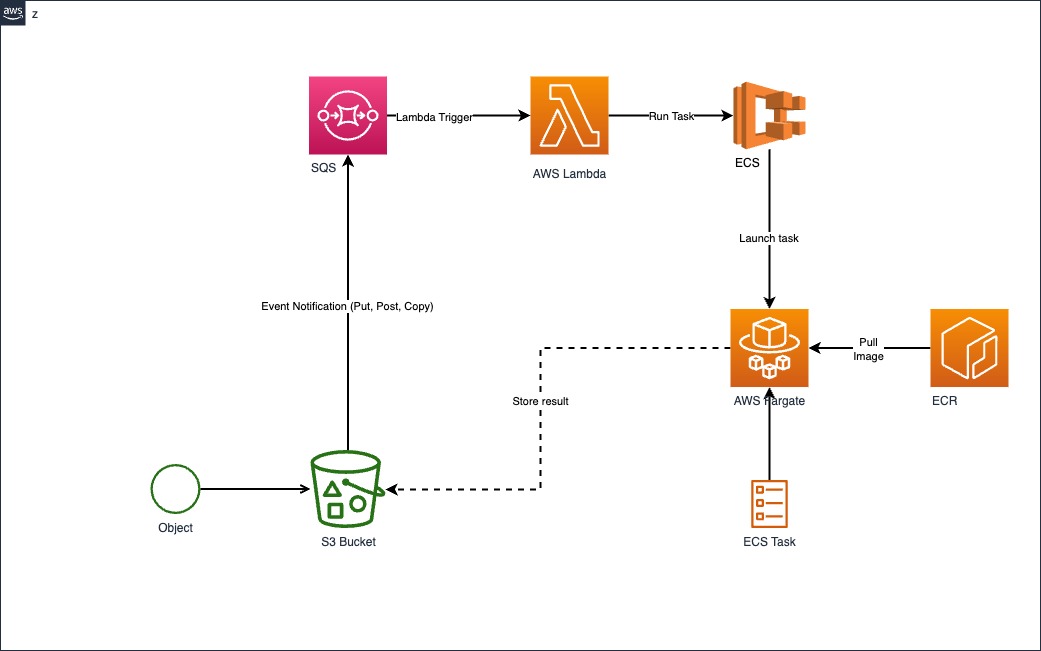 aws
z
SQS
Lambda Trigger
AWS Lambda
Run Task
ECS
Launch task
Event Notification (Put, Post, Copy)
Pull
Image
AWS Fargate
ECR
Store result
Object
S3 Bucket
ECS Task